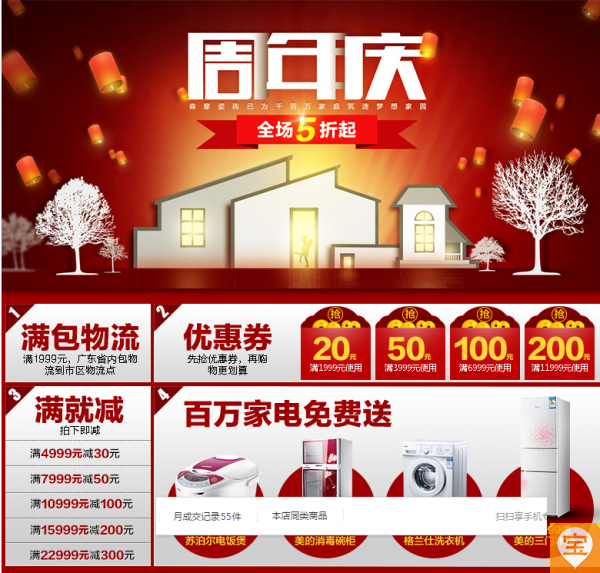 周年庆
森摩瓷砖已为千百万家庭筑造梦想家园
全场5折起
1
满包物流
满1999元，广东省内包物
流到市区物流点
2
优惠券
先抢优惠券，再购
物更划算
抢
20元
满1999元使用
抢
50元
满3999元使用
抢
100元
满6999元使用
抢
200元
满11999元使用
3
满就减
拍下即减
满4999元减30元
满7999元减50元
满10999元减100元
满15999元减200元
满22999元减300元
4
百万家电免费送
月成交记录55件
本店同类商品
扫扫享手机专
苏泊尔电饭煲
美的消毒碗柜
格兰仕洗衣机
美的三门
宝